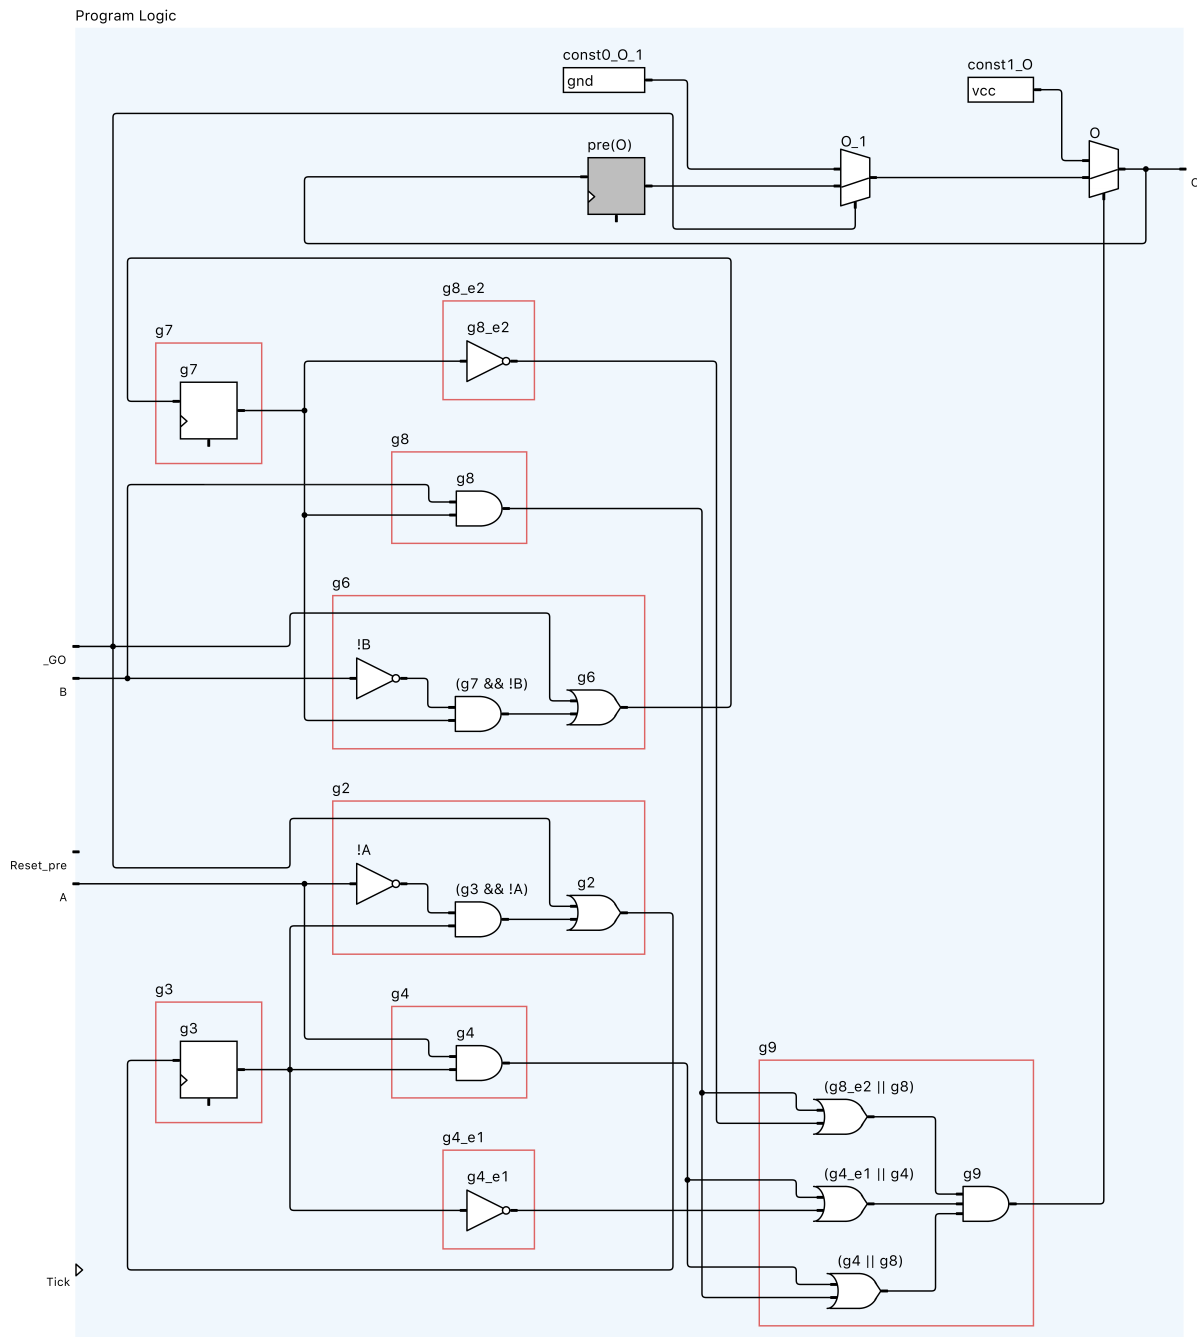 Program Logic
const0_O_1
gnd
const1_O
vcc
pre(O)
O_1
O
g8_e2
g8_e2
g7
g7
g8
g8
g6
!B
(g7 && !B)
g6
_GO
B
g2
!A
(g3 && !A)
g2
Reset_pre
A
g3
g3
g4
g4
g4_e1
g4_e1
g9
(g8_e2 || g8)
(g4_e1 || g4)
g9
(g4 || g8)
Tick